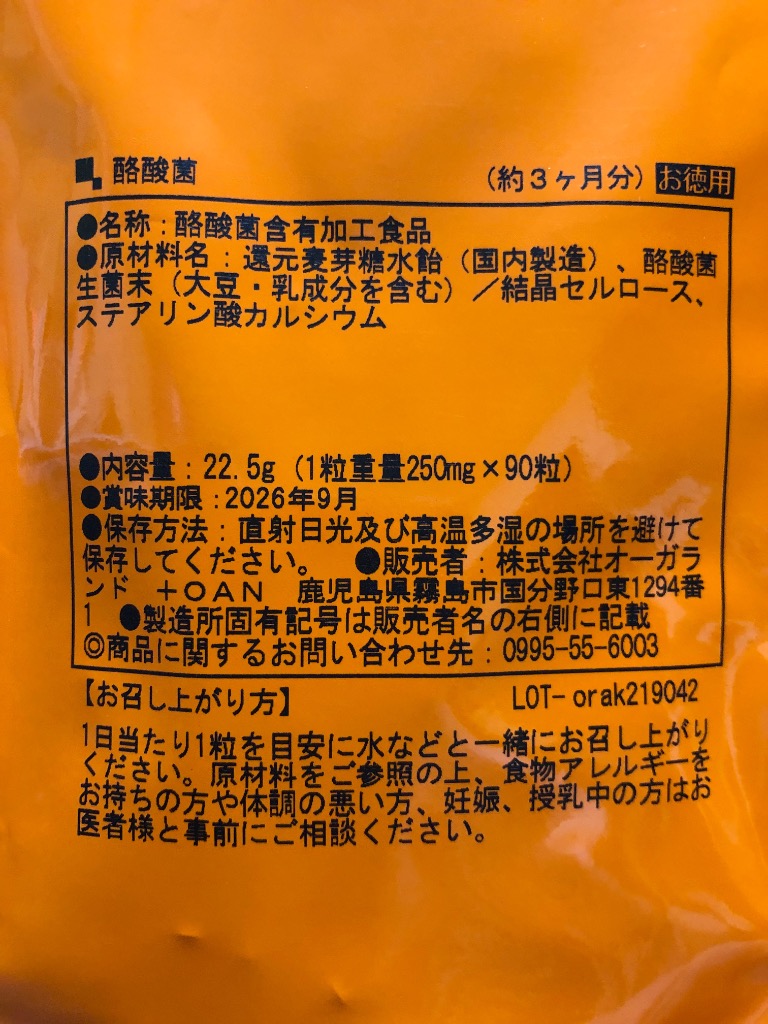 酪酸菌 (約3ヶ月分) お徳用
●名称:酪酸菌含有加工食品
●原材料名:還元麦芽糖水飴(国内製造)、酪酸菌
生菌末(大豆・乳成分を含む)/結晶セルロース、
ステアリン酸カルシウム
●内容量:22.5g(1粒重量250mg×90粒)
●賞味期限:2026年9月
●保存方法:直射日光及び高温多湿の場所を避けて
保存してください。 ●販売者:株式会社オーガラ
ンド +OAN 鹿児島県霧島市国分野口東1294番
1 ●製造所固有記号は販売者名の右側に記載
◎商品に関するお問い合わせ先:0995-55-6003
【お召し上がり方】 LOT-orak219042
1日当たり1粒を目安に水などと一緒にお召し上がり
ください。原材料をご参照の上、食物アレルギーを
お持ちの方や体調の悪い方、妊娠、授乳中の方はお
医者様と事前にご相談ください。